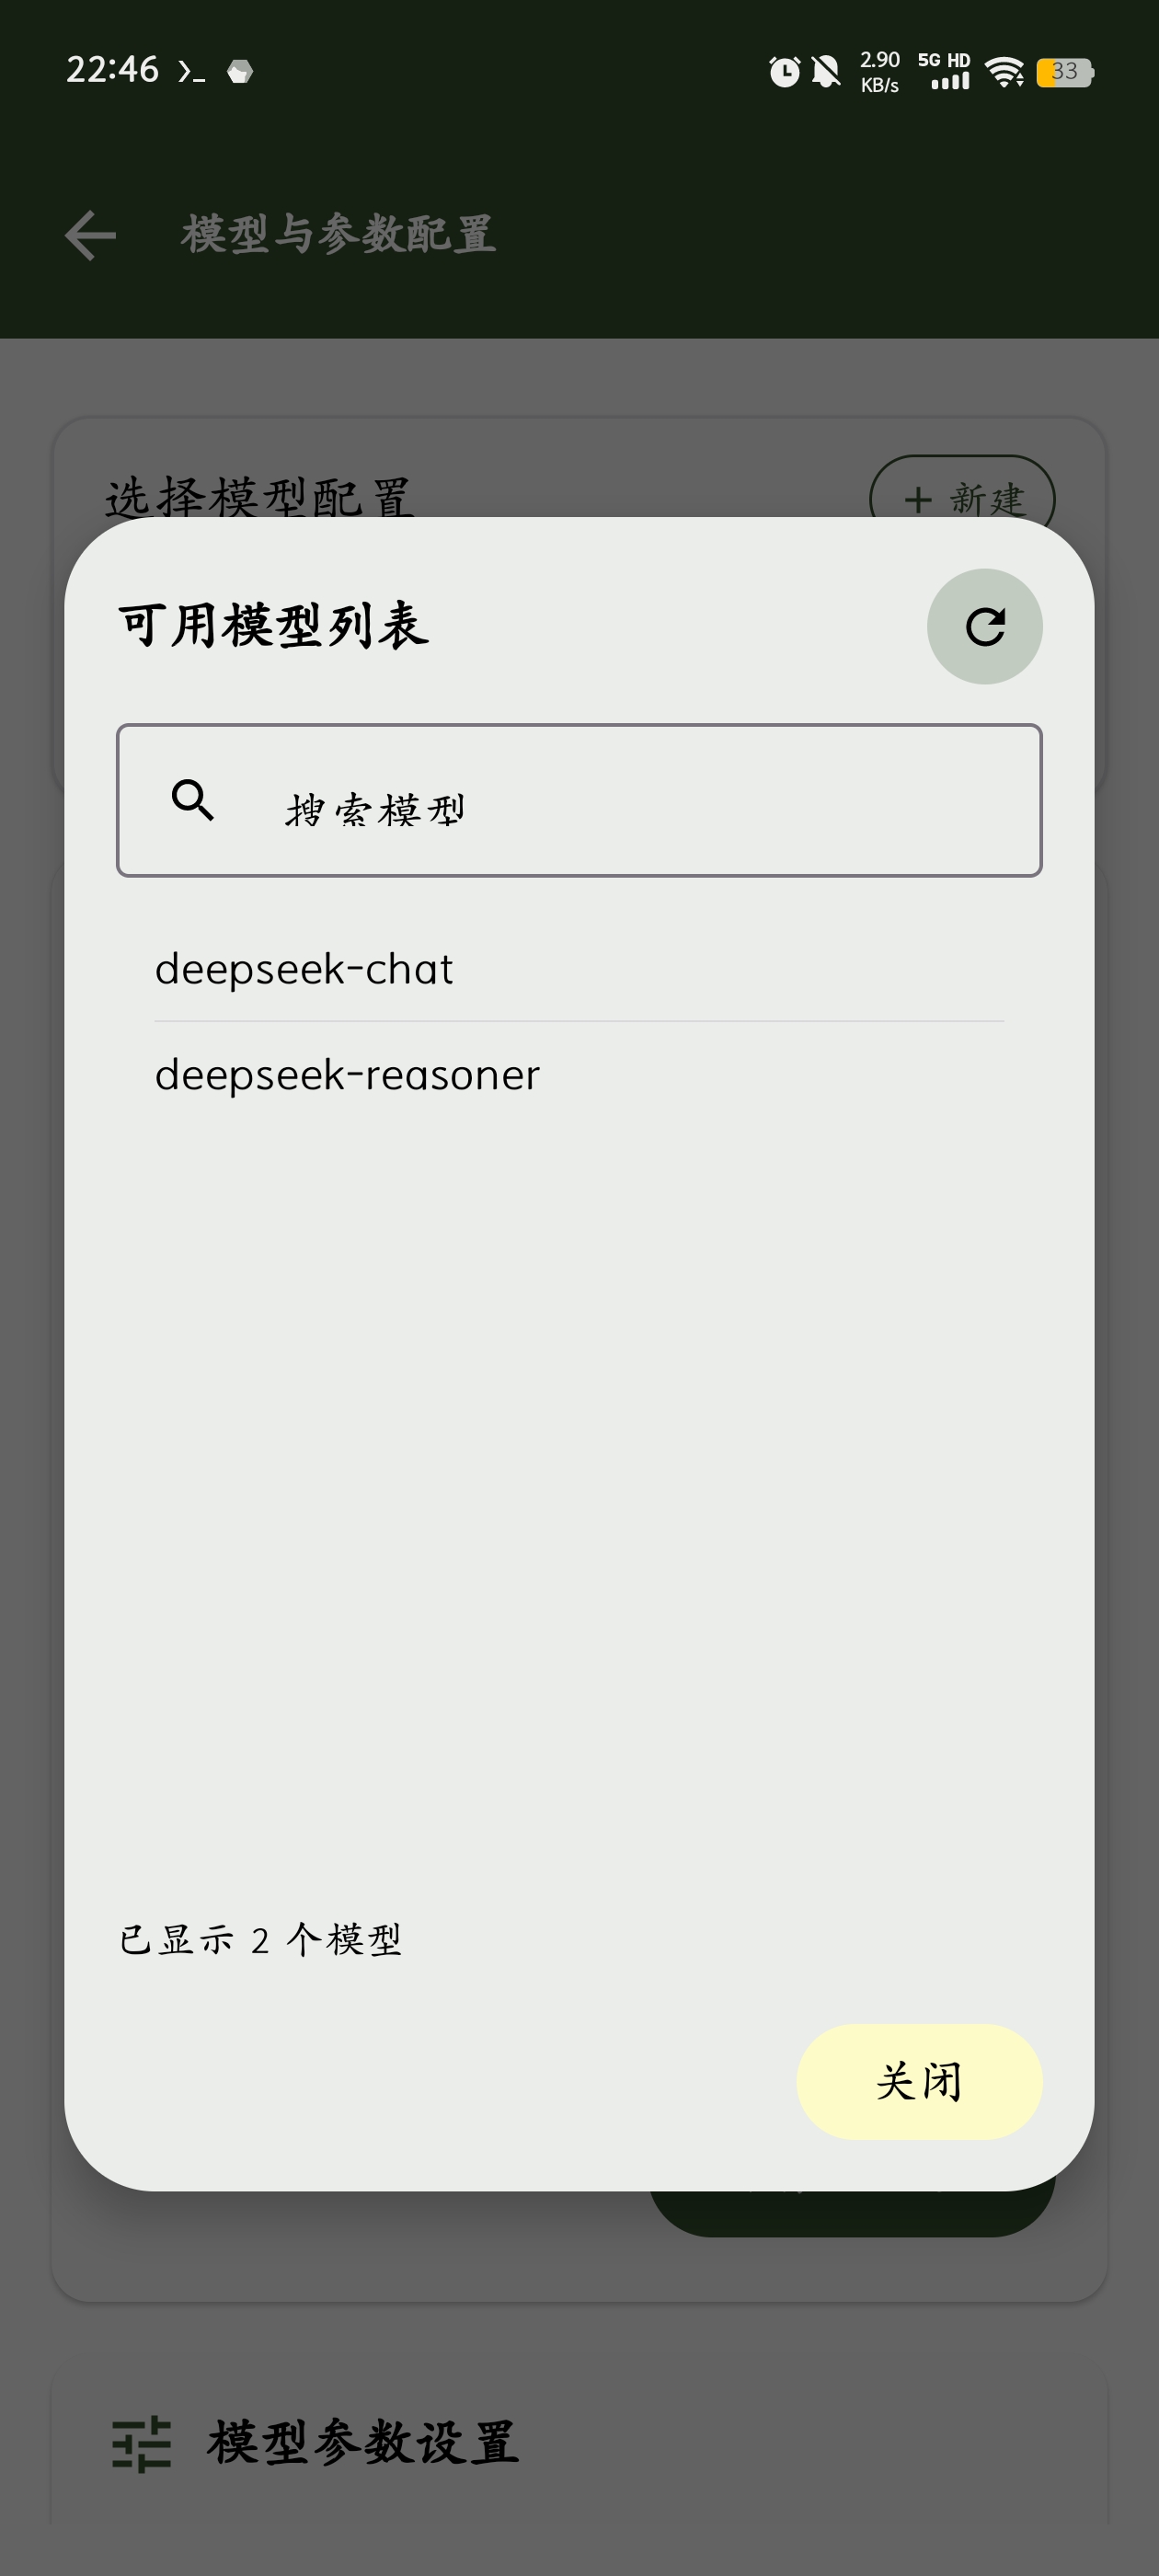 22:46
2.90
KB/s
5G HD
33
模型与参数配置
选择模型配置
新建
可用模型列表
搜索模型
deepseek-chat
deepseek-reasoner
已显示 2 个模型
关闭
模型参数设置